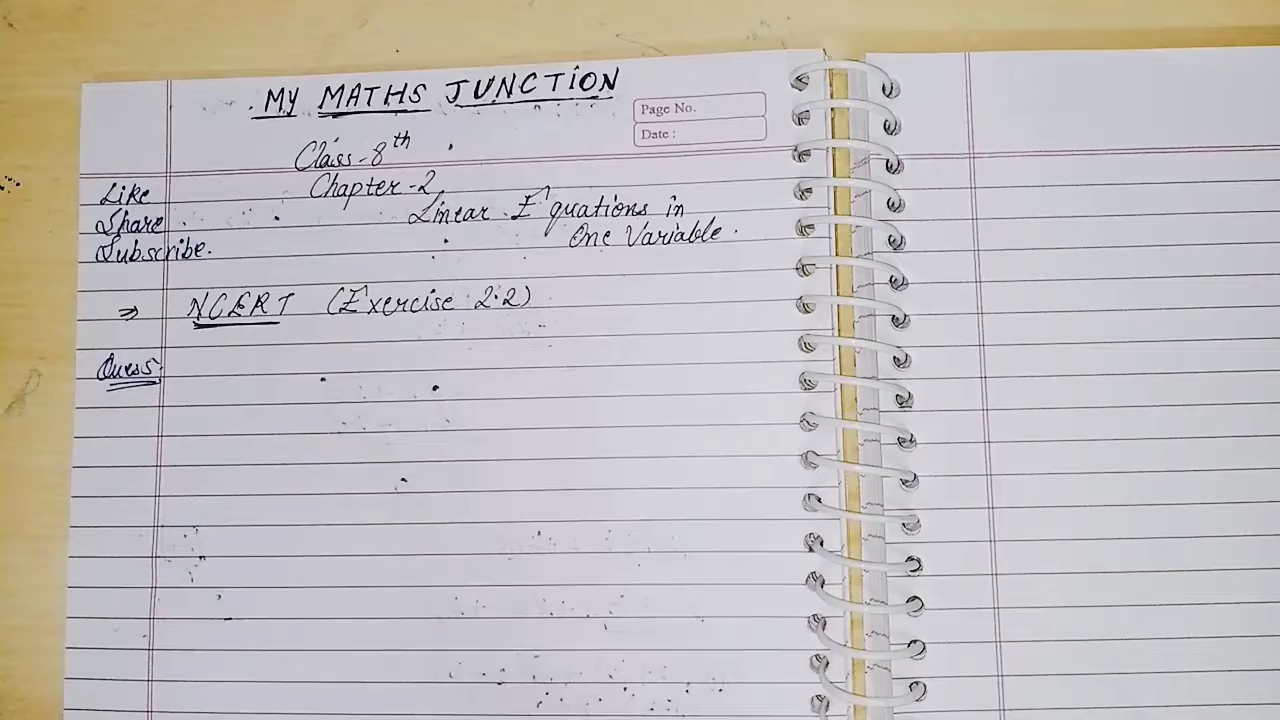 MY MATHS JUNCTION
Page No.
Date :
Class-8th
Chapter-2
Linear Equations in
One Variable.
Like
Share
Subscribe.
⇒ NCERT (Exercise 2.2)
Ques5